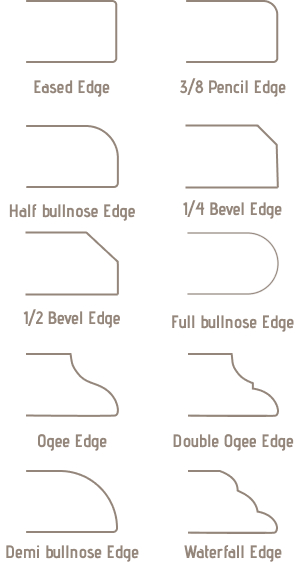 Eased Edge
3/8 Pencil Edge
Half bullnose Edge
1/4 Bevel Edge
1/2 Bevel Edge
Full bullnose Edge
Ogee Edge
Double Ogee Edge
Demi bullnose Edge
Waterfall Edge